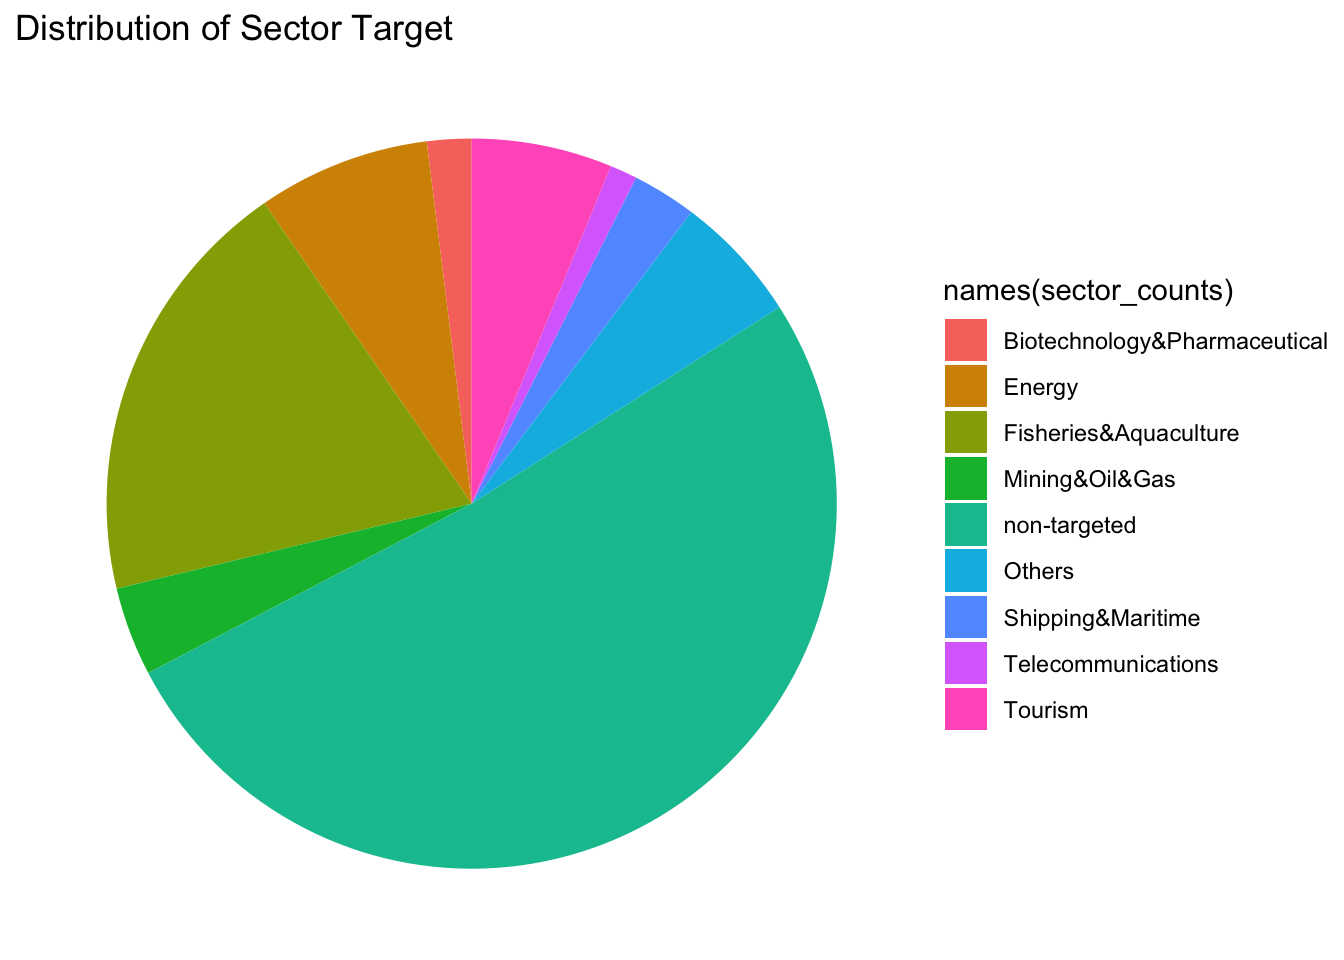 Distribution of Sector Target
names(sector_counts)
Biotechnology&Pharmaceutical
Energy
Fisheries&Aquaculture
Mining&Oil&Gas
non-targeted
Others
Shipping&Maritime
Telecommunications
Tourism